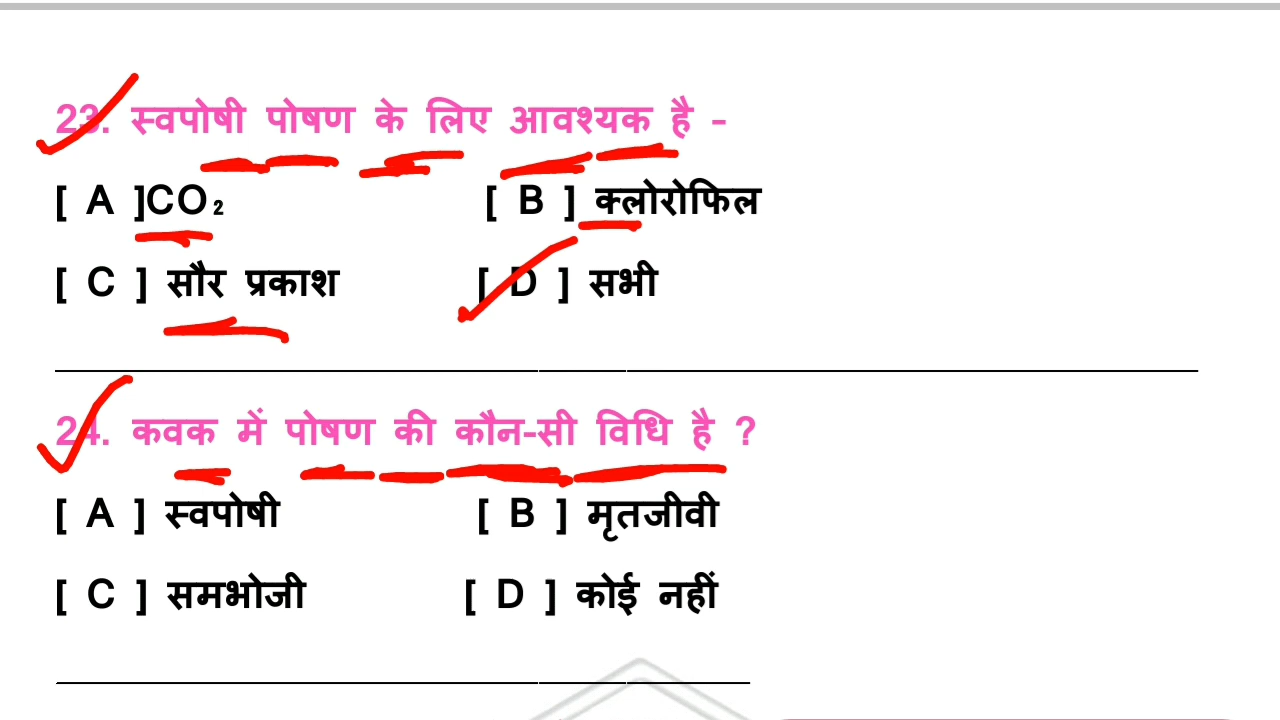 23. स्वपोषी पोषण के लिए आवश्यक है -
[ A ]CO₂ [ B ] क्लोरोफिल
[ C ] सौर प्रकाश [ D ] सभी
24. कवक में पोषण की कौन-सी विधि है ?
[ A ] स्वपोषी [ B ] मृतजीवी
[ C ] समभोजी [ D ] कोई नहीं